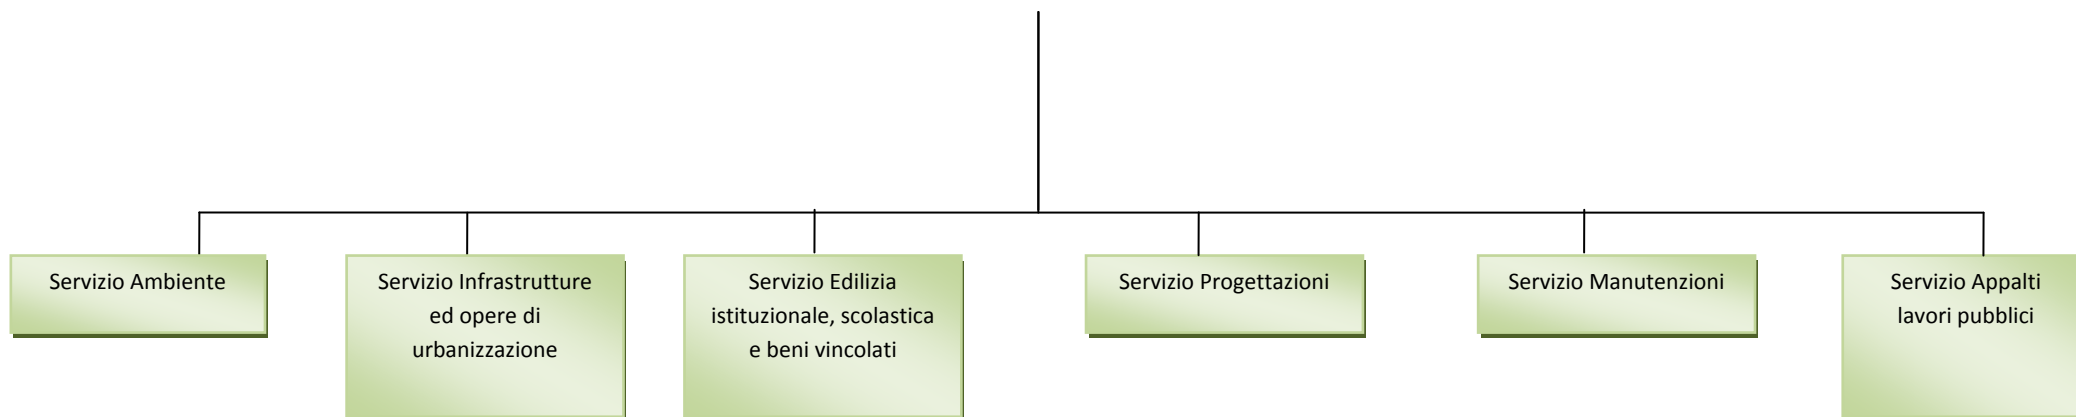 Servizio Ambiente
Servizio Infrastrutture
ed opere di
urbanizzazione
Servizio Edilizia
istituzionale, scolastica
e beni vincolati
Servizio Progettazioni
Servizio Manutenzioni
Servizio Appalti
lavori pubblici